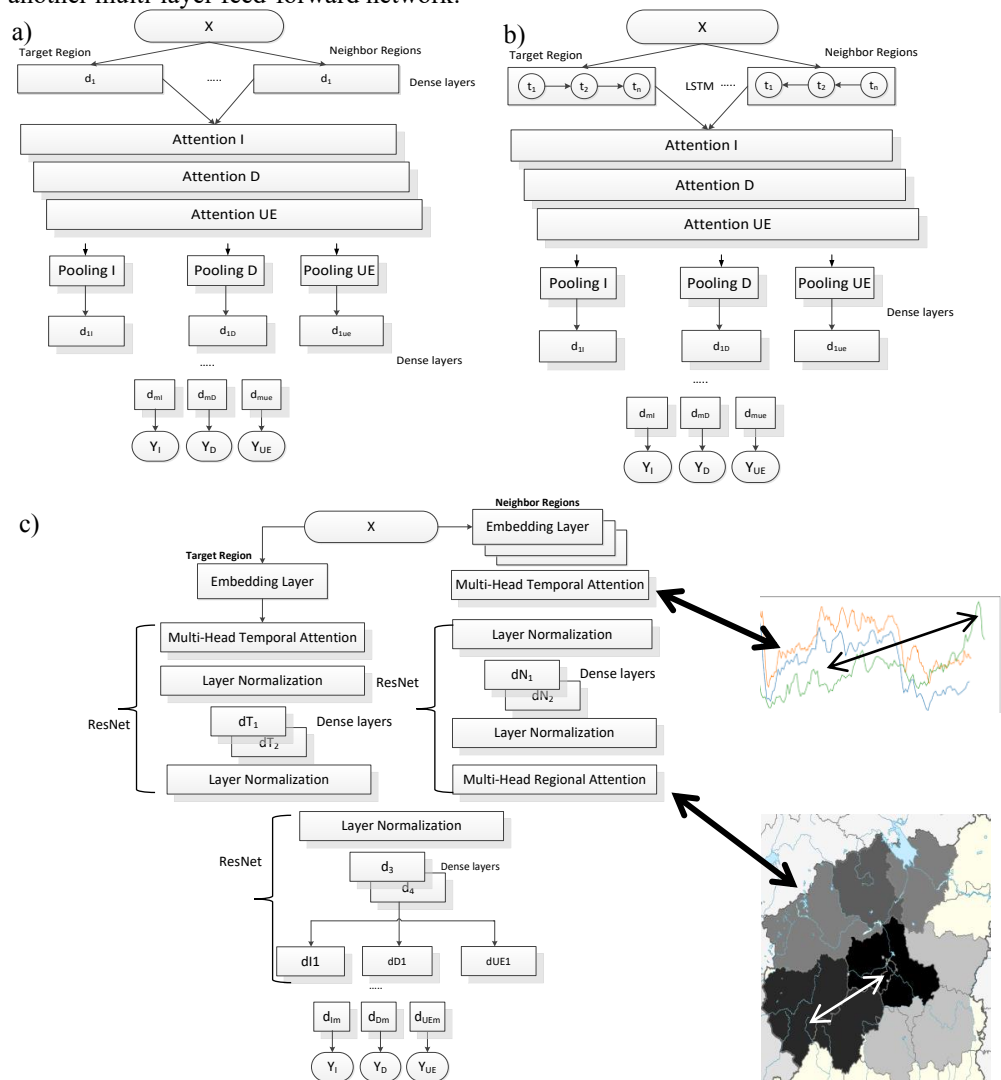 another multi-layer feed-forward network.
a)
X
Target Region
Neighbor Regions
d1
.....
d1
Dense layers
Attention I
Attention D
Attention UE
Pooling I
Pooling D
Pooling UE
d1I
d1D
d1ue
Dense layers
.....
dmI
dmD
dmue
YI
YD
YUE
b)
X
Target Region
Neighbor Regions
t1
t2
tn
LSTM
.....
t1
t2
tn
Attention I
Attention D
Attention UE
Pooling I
Pooling D
Pooling UE
Dense layers
d1I
d1D
d1ue
.....
dmI
dmD
dmue
YI
YD
YUE
c)
X
Neighbor Regions
Embedding Layer
Target Region
Embedding Layer
Multi-Head Temporal Attention
Multi-Head Temporal Attention
Layer Normalization
Layer Normalization
ResNet
ResNet
dT1
dT2
Dense layers
dN1
dN2
Dense layers
Layer Normalization
Layer Normalization
Multi-Head Regional Attention
Layer Normalization
ResNet
d3
d4
Dense layers
dI1
dD1
dUE1
.....
dIm
dDm
dUEm
YI
YD
YUE